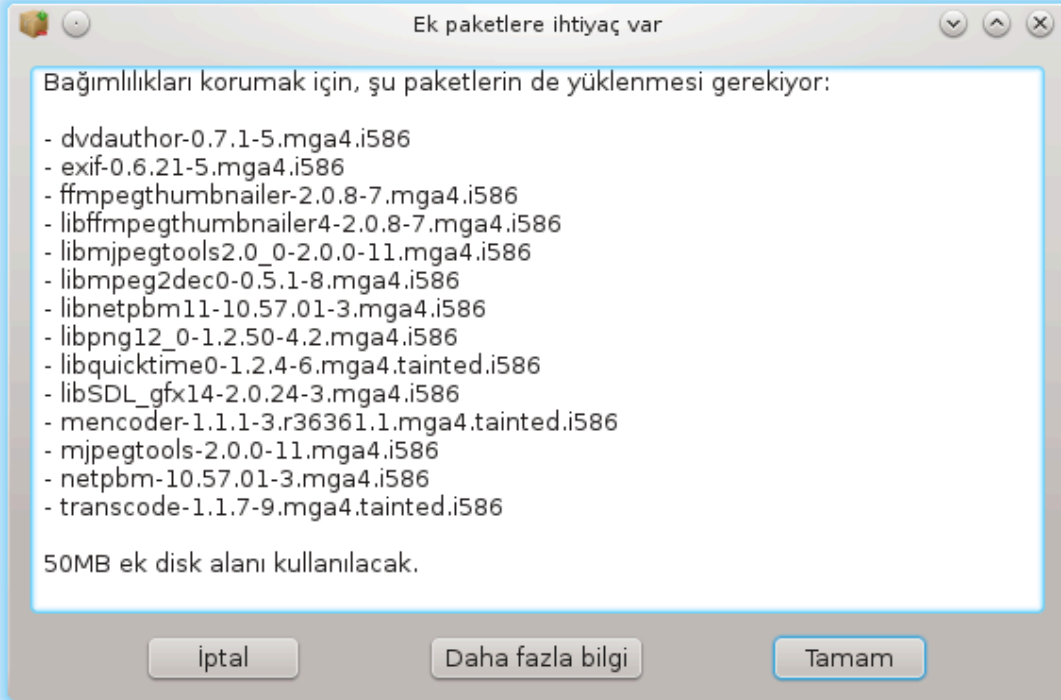 Ek paketlere ihtiyaç var
Bağımlılıkları korumak için, şu paketlerin de yüklenmesi gerekiyor:
- dvdauthor-0.7.1-5.mga4.i586
- exif-0.6.21-5.mga4.i586
- ffmpegthumbnailer-2.0.8-7.mga4.i586
- libffmpegthumbnailer4-2.0.8-7.mga4.i586
- libmjpegtools2.0_0-2.0.0-11.mga4.i586
- libmpeg2dec0-0.5.1-8.mga4.i586
- libnetpbm11-10.57.01-3.mga4.i586
- libpng12_0-1.2.50-4.2.mga4.i586
- libquicktime0-1.2.4-6.mga4.tainted.i586
- libSDL_gfx14-2.0.24-3.mga4.i586
- mencoder-1.1.1-3.r36361.1.mga4.tainted.i586
- mjpegtools-2.0.0-11.mga4.i586
- netpbm-10.57.01-3.mga4.i586
- transcode-1.1.7-9.mga4.tainted.i586
50MB ek disk alanı kullanılacak.
İptal
Daha fazla bilgi
Tamam